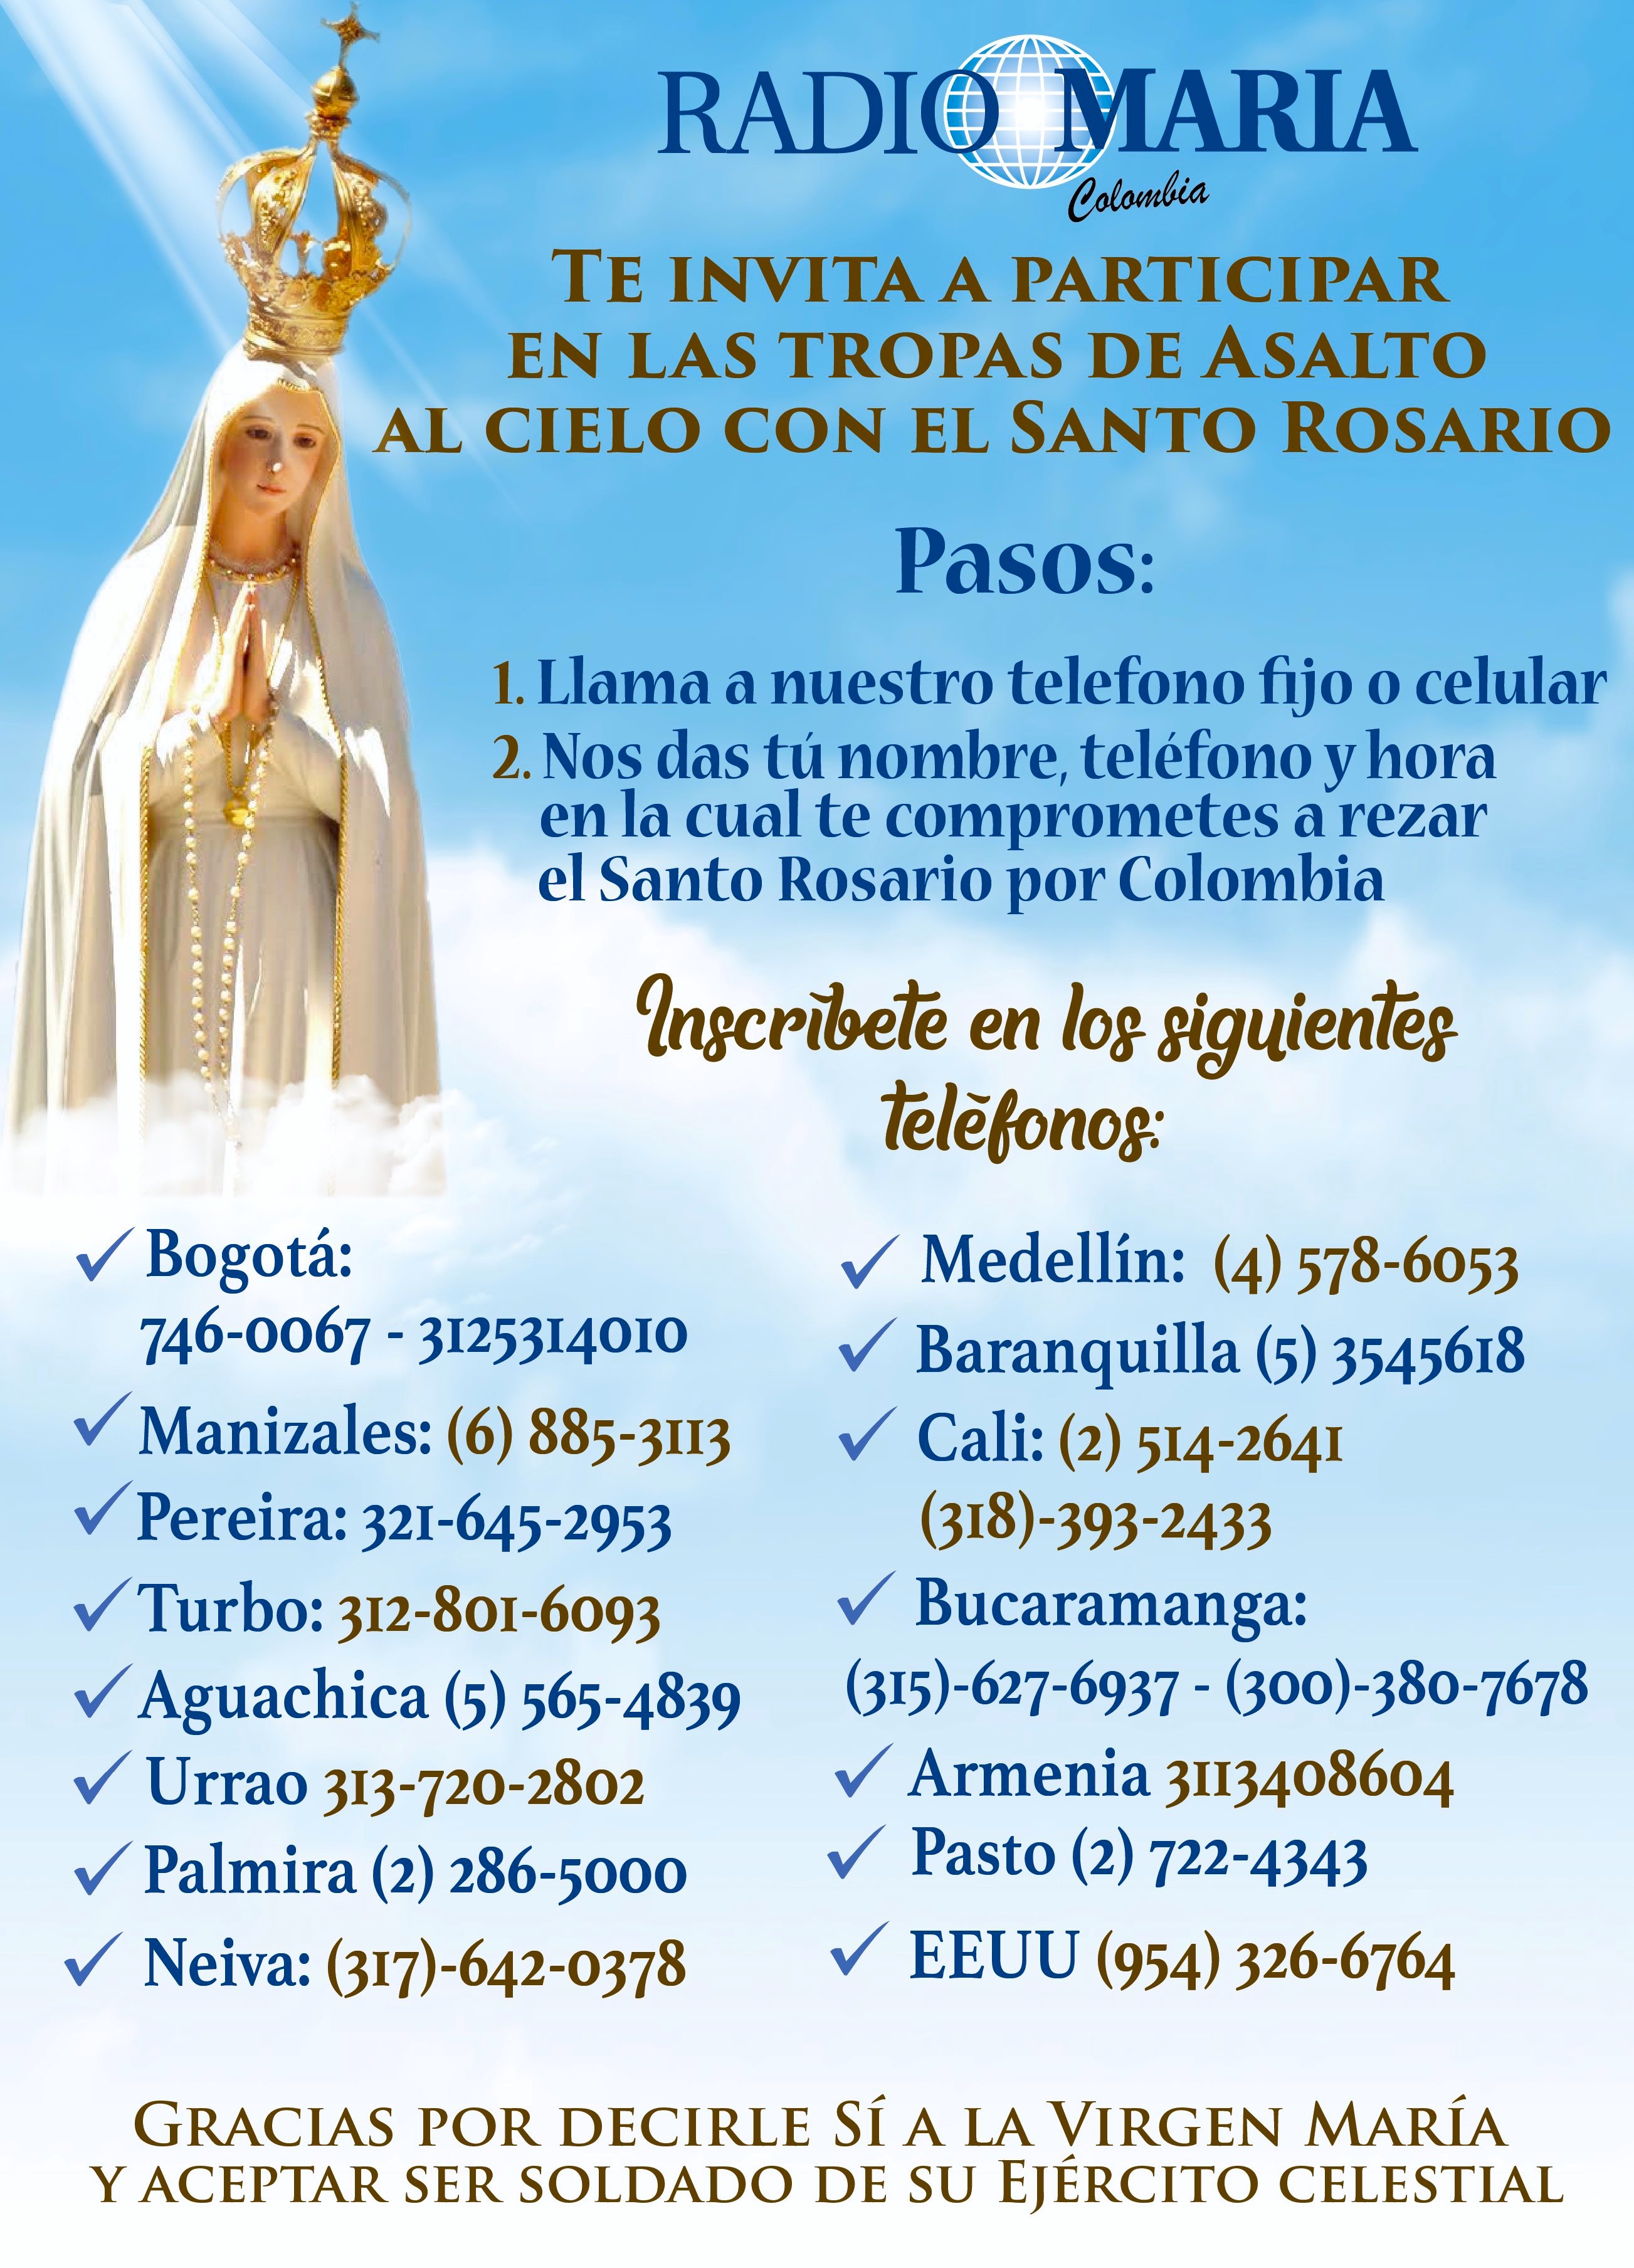 RADIO MARIA
Colombia
TE INVITA A PARTICIPAR
EN LAS TROPAS DE ASALTO
AL CIELO CON EL SANTO ROSARIO
Pasos:
1. Llama a nuestro telefono fijo o celular
2. Nos das tú nombre, teléfono y hora
en la cual te comprometes a rezar
el Santo Rosario por Colombia
Inscríbete en los siguientes
teléfonos:
Bogotá:
746-0067 - 3125314010
Manizales: (6) 885-3113
Pereira: 321-645-2953
Turbo: 312-801-6093
Aguachica (5) 565-4839
Urrao 313-720-2802
Palmira (2) 286-5000
Neiva: (317)-642-0378
Medellín: (4) 578-6053
Baranquilla (5) 3545618
Cali: (2) 514-2641
(318)-393-2433
Bucaramanga:
(315)-627-6937 - (300)-380-7678
Armenia 3113408604
Pasto (2) 722-4343
EEUU (954) 326-6764
GRACIAS POR DECIRLE SÍ A LA VIRGEN MARÍA
Y ACEPTAR SER SOLDADO DE SU EJÉRCITO CELESTIAL